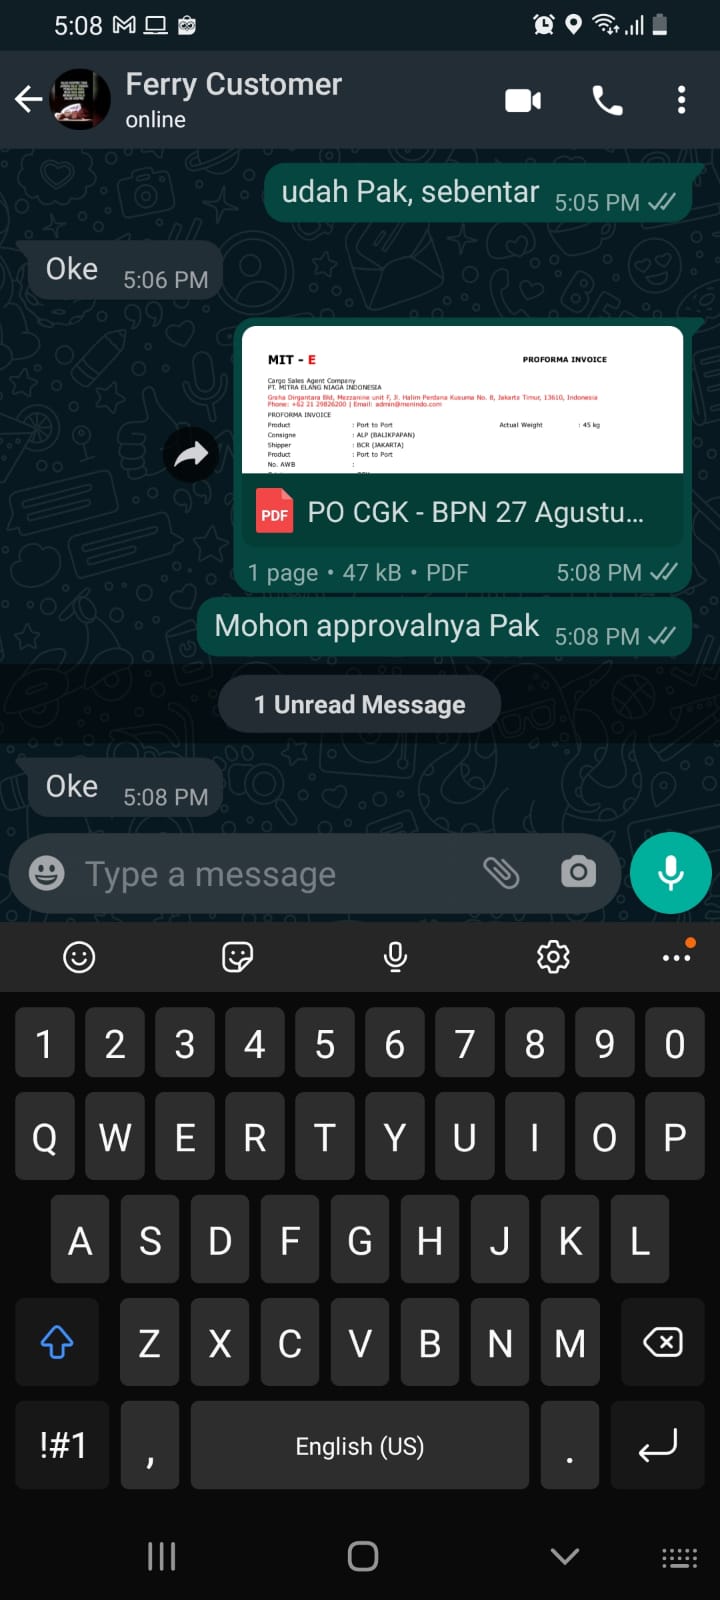 5:08
Ferry Customer
online
udah Pak, sebentar 5:05 PM
Oke 5:06 PM
MIT - E
PROFORMA INVOICE
Cargo Sales Agent Company
PT. MITRA ELANG NIAGA INDONESIA
Graha Dirgantara Bld, Mezzanine unit F, Jl. Halim Perdana Kusuma No. 8, Jakarta Timur, 13610, Indonesia
Phone: +62 21 29826200 | Email: admin@menindo.com
PROFORMA INVOICE
Product : Port to Port Actual Weight : 45 kg
Consigne : ALP (BALIKPAPAN)
Shipper : BCR (JAKARTA)
Product : Port to Port
No. AWB :
PDF PO CGK - BPN 27 Agustu...
1 page • 47 kB • PDF 5:08 PM
Mohon approvalnya Pak 5:08 PM
1 Unread Message
Oke 5:08 PM
Type a message
1 2 3 4 5 6 7 8 9 0
Q W E R T Y U I O P
A S D F G H J K L
Z X C V B N M
!#1 , English (US) .